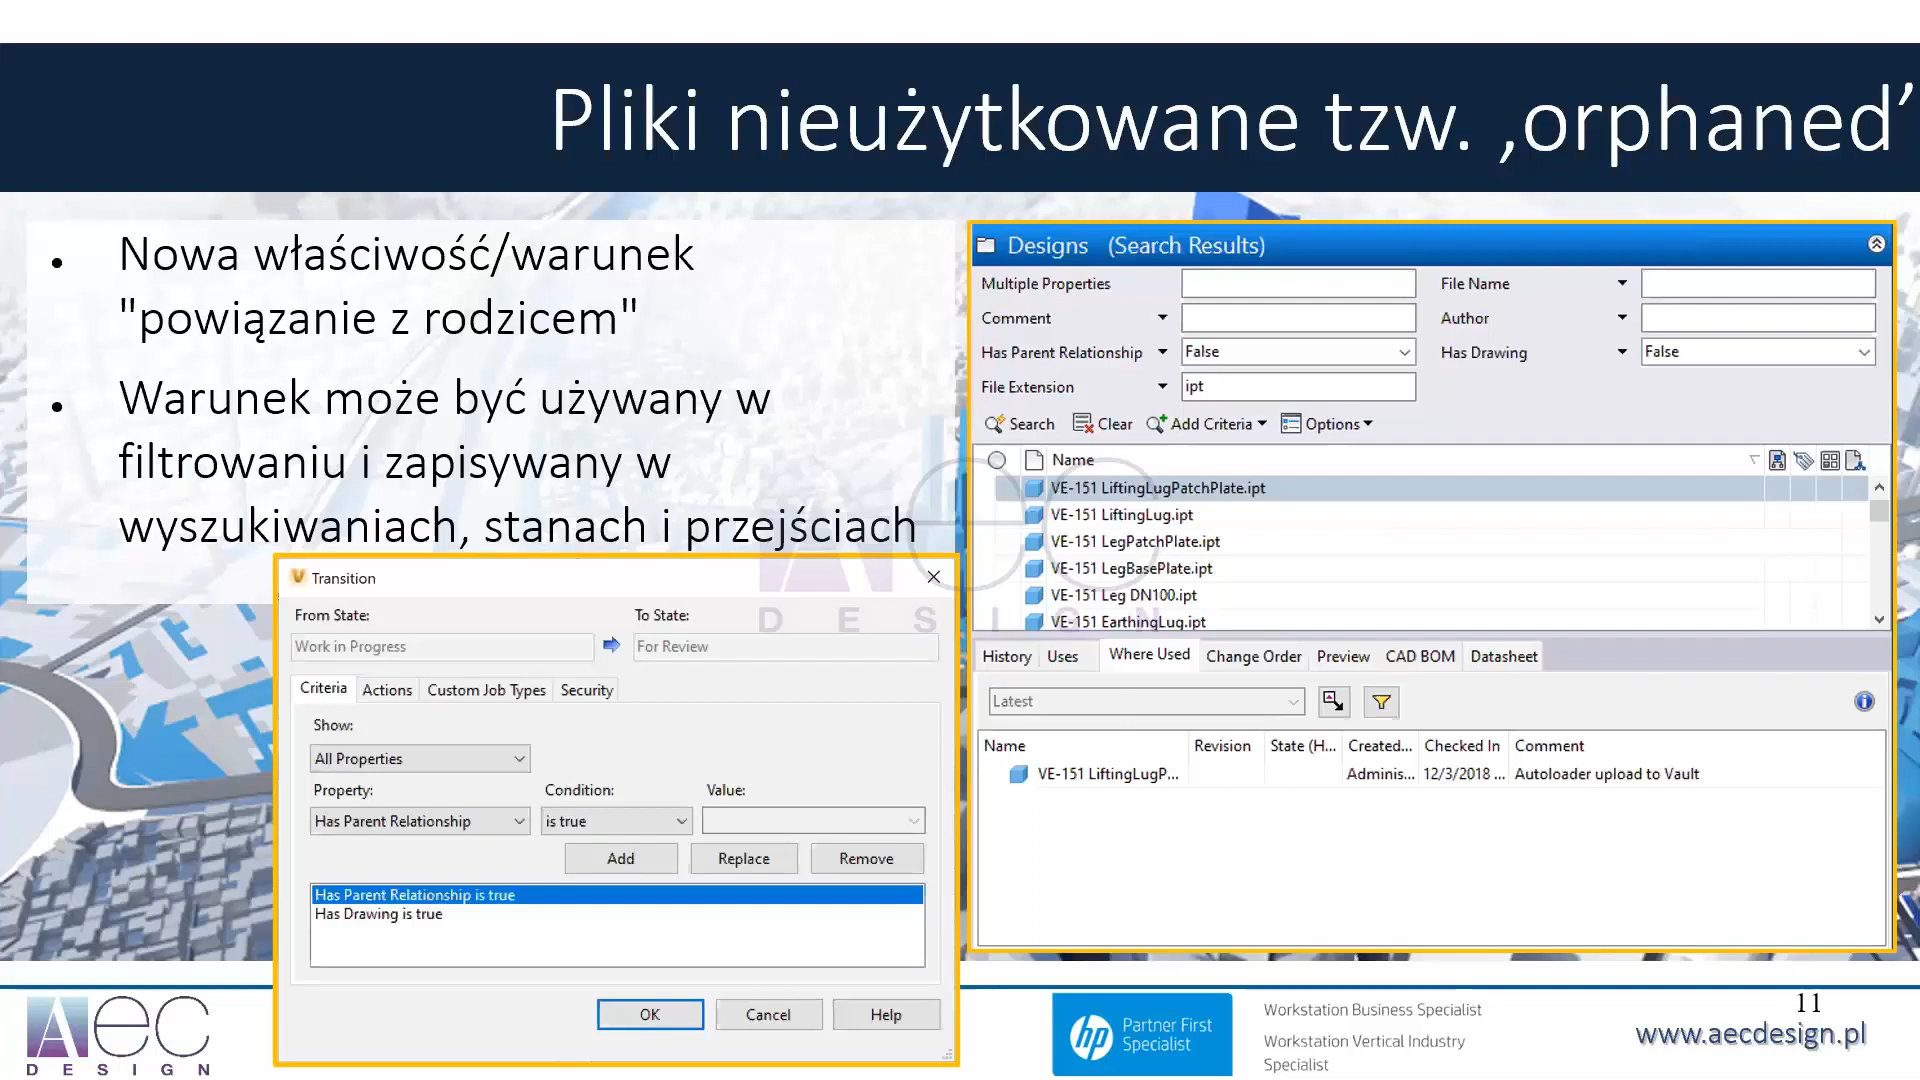 Pliki nieużytkowane tzw. ‚orphaned’
• Nowa właściwość/warunek
"powiązanie z rodzicem"
• Warunek może być używany w
filtrowaniu i zapisywany w
wyszukiwaniach, stanach i przejściach
Designs (Search Results)
Multiple Properties File Name
Comment Author
Has Parent Relationship False Has Drawing False
File Extension ipt
Search Clear Add Criteria Options
Name
VE-151 LiftingLugPatchPlate.ipt
VE-151 LiftingLug.ipt
VE-151 LegPatchPlate.ipt
VE-151 LegBasePlate.ipt
VE-151 Leg DN100.ipt
VE-151 EarthingLug.ipt
History Uses Where Used Change Order Preview CAD BOM Datasheet
Latest
Name Revision State (H... Created... Checked In Comment
VE-151 LiftingLugP... Adminis... 12/3/2018 ... Autoloader upload to Vault
Transition
From State: To State:
Work in Progress For Review
Criteria Actions Custom Job Types Security
Show:
All Properties
Property: Condition: Value:
Has Parent Relationship is true
Add Replace Remove
Has Parent Relationship is true
Has Drawing is true
OK Cancel Help
AEC
DESIGN
AEC
DESIGN
hp Partner First
Specialist
Workstation Business Specialist
Workstation Vertical Industry
Specialist
11
www.aecdesign.pl